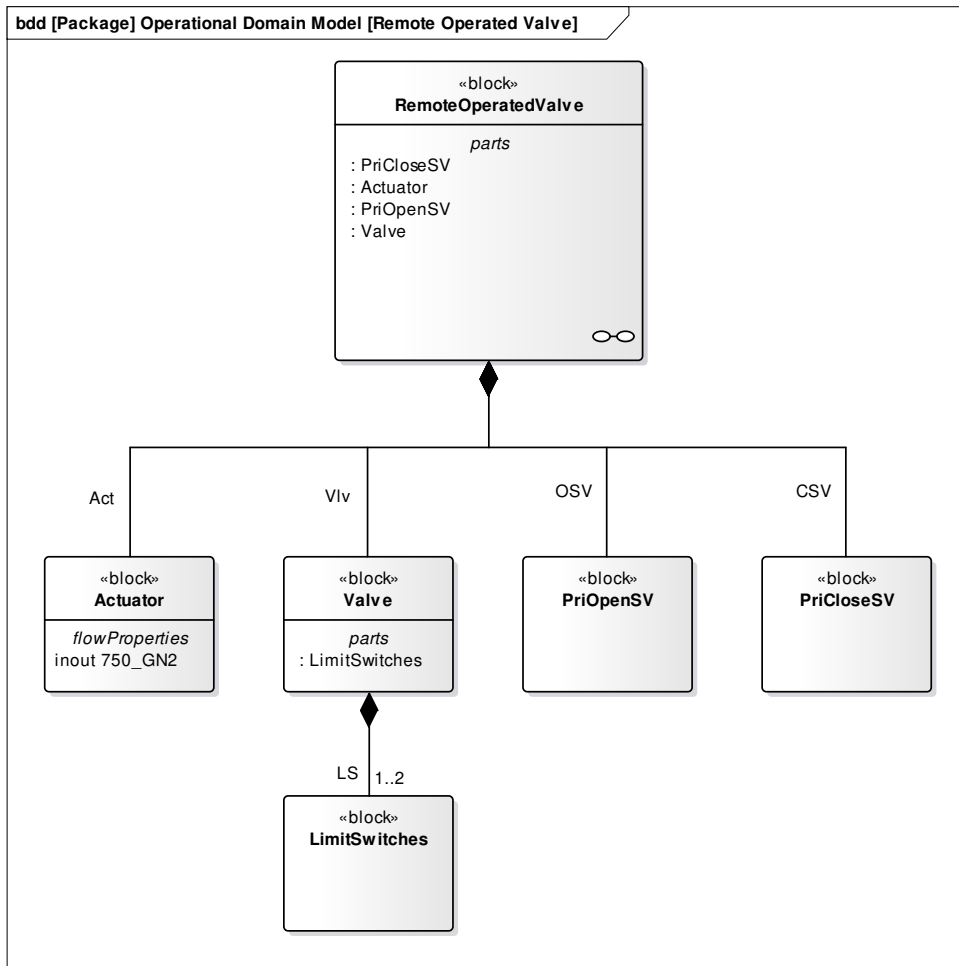 bdd [Package] Operational Domain Model [Remote Operated Valve]
«block»
RemoteOperatedValve
parts
: PriCloseSV
: Actuator
: PriOpenSV
: Valve
Act
Vlv
OSV
CSV
«block»
Actuator
flowProperties
inout 750_GN2
«block»
Valve
parts
: LimitSwitches
«block»
PriOpenSV
«block»
PriCloseSV
LS
1..2
«block»
LimitSwitches